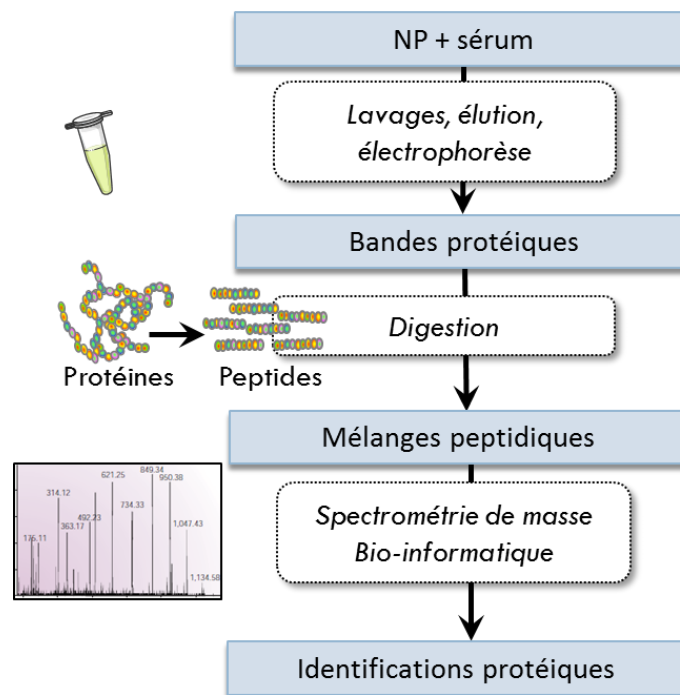 NP + sérum
Lavages, élution,
électrophorèse
Bandes protéiques
Digestion
Protéines
Peptides
Mélanges peptidiques
Spectrométrie de masse
Bio-informatique
849.34
621.25
950.38
314.12
734.33
492.23
363.17
1,047.43
175.11
1,134.58
Identifications protéiques